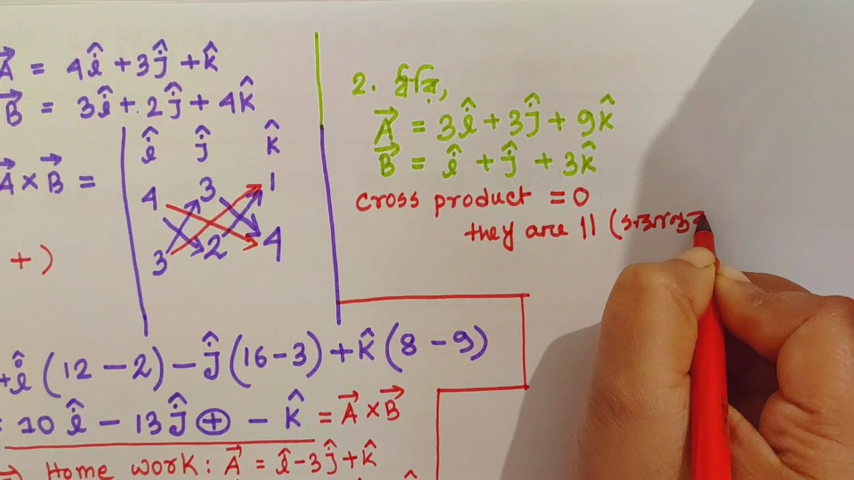 A⃗ = 4î + 3ĵ + k̂
B⃗ = 3î + 2ĵ + 4k̂
A⃗ × B⃗ =
î ĵ k̂
4 3 1
3 2 4
+)
+ î (12 - 2) - ĵ (16 - 3) + k̂ (8 - 9)
= 10 î - 13 ĵ ⊕ - k̂ = A⃗ × B⃗
⇒ Home work: A⃗ = î - 3ĵ + k̂
2. ধরি,
A⃗ = 3î + 3ĵ + 9k̂
B⃗ = î + ĵ + 3k̂
cross product = 0
they are || (